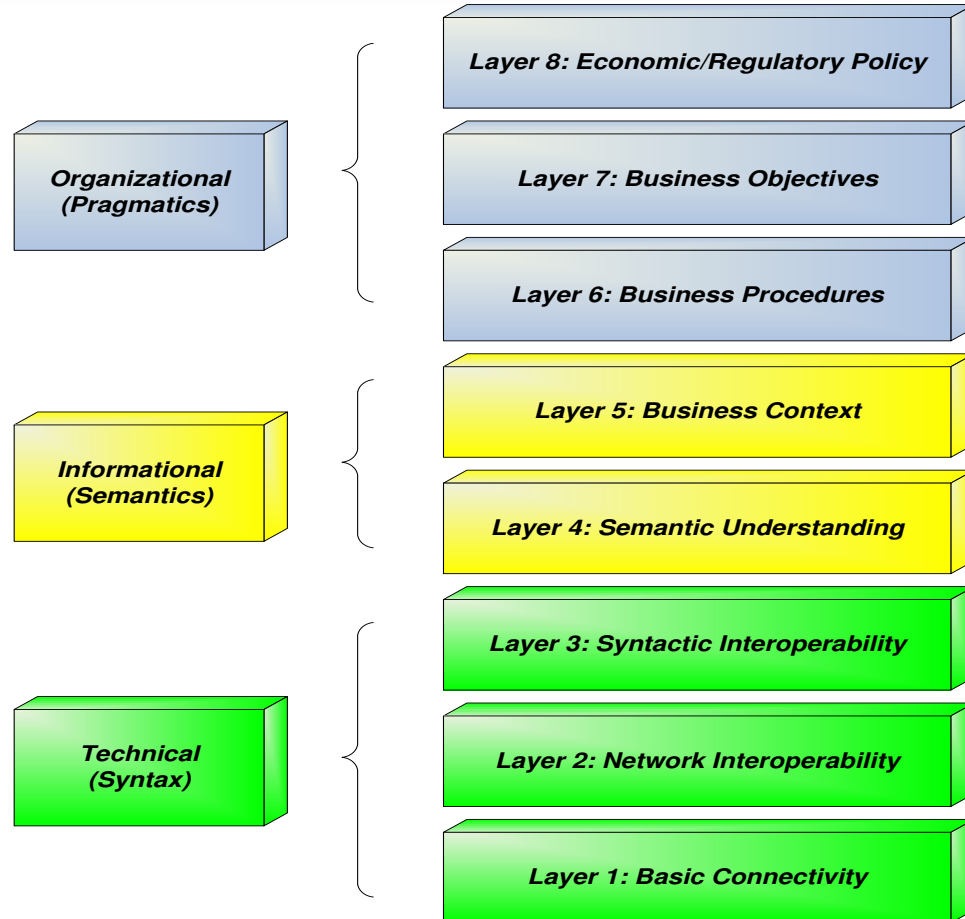 Layer 8: Economic/Regulatory Policy
Organizational
(Pragmatics)
Layer 7: Business Objectives
Layer 6: Business Procedures
Layer 5: Business Context
Informational
(Semantics)
Layer 4: Semantic Understanding
Layer 3: Syntactic Interoperability
Technical
(Syntax)
Layer 2: Network Interoperability
Layer 1: Basic Connectivity